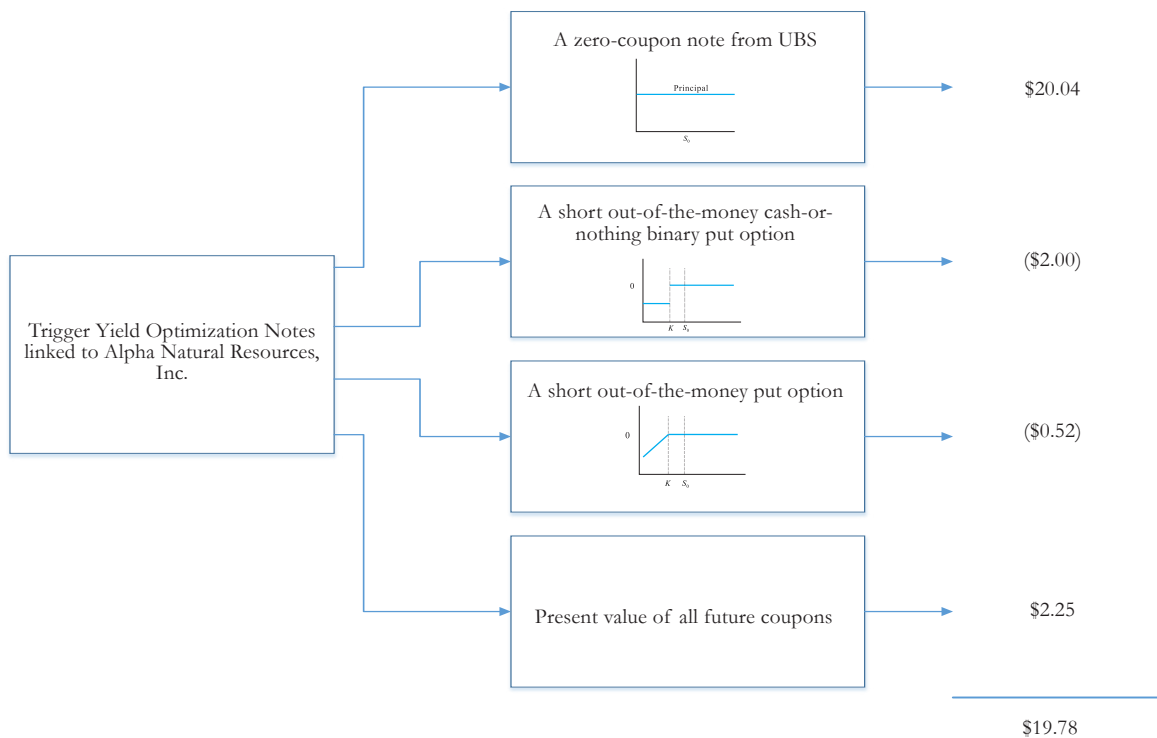 A zero-coupon note from UBS
Principal
S0
$20.04
A short out-of-the-money cash-or-
nothing binary put option
0
K
S0
($2.00)
Trigger Yield Optimization Notes
linked to Alpha Natural Resources,
Inc.
A short out-of-the-money put option
0
K
S0
($0.52)
Present value of all future coupons
$2.25
$19.78